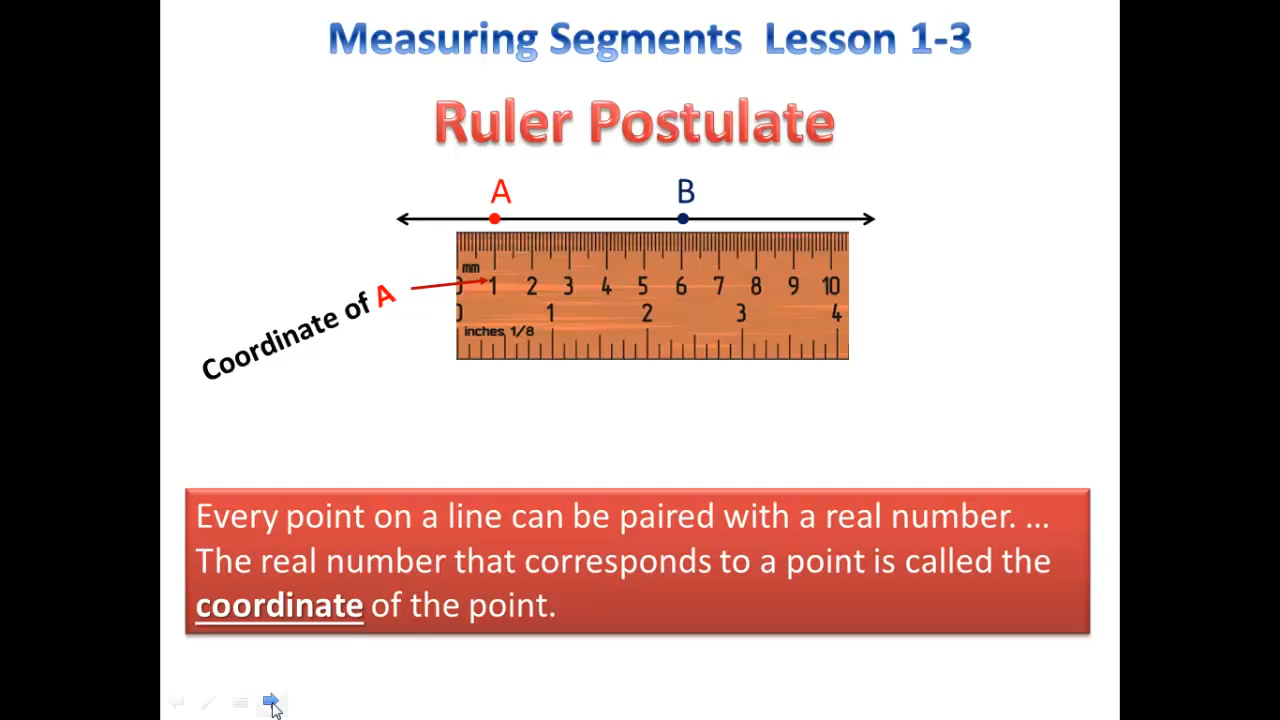 Measuring Segments Lesson 1-3
Ruler Postulate
A B
mm
0 1 2 3 4 5 6 7 8 9 10
0 1 2 3 4
inches 1/8
Coordinate of A
Every point on a line can be paired with a real number. ...
The real number that corresponds to a point is called the
coordinate of the point.